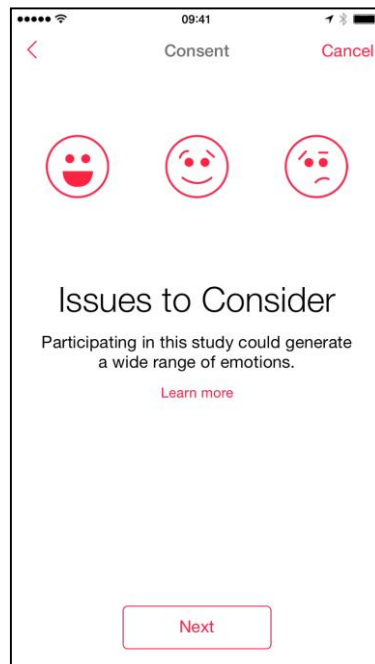 09:41
Consent
Cancel
Issues to Consider
Participating in this study could generate
a wide range of emotions.
Learn more
Next